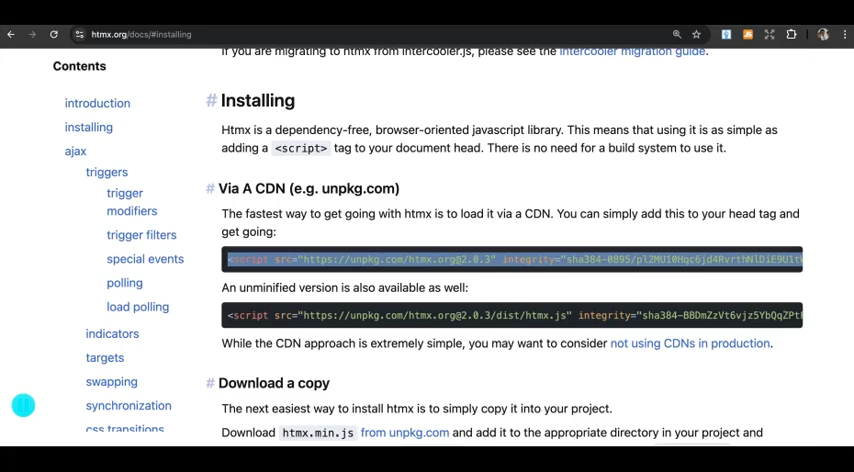 htmx.org/docs/#installing
If you are migrating to htmx from intercooler.js, please see the intercooler migration guide.
Contents
introduction
installing
ajax
triggers
trigger
modifiers
trigger filters
special events
polling
load polling
indicators
targets
swapping
synchronization
css transitions
# Installing
Htmx is a dependency-free, browser-oriented javascript library. This means that using it is as simple as
adding a <script> tag to your document head. There is no need for a build system to use it.
# Via A CDN (e.g. unpkg.com)
The fastest way to get going with htmx is to load it via a CDN. You can simply add this to your head tag and
get going:
<script src="https://unpkg.com/htmx.org@2.0.3" integrity="sha384-0895/pl2MU10Hqc6jd4RvrthNlDiE9U1t
An unminified version is also available as well:
<script src="https://unpkg.com/htmx.org@2.0.3/dist/htmx.js" integrity="sha384-BBDmZzVt6vjz5YbQqZPt
While the CDN approach is extremely simple, you may want to consider not using CDNs in production.
# Download a copy
The next easiest way to install htmx is to simply copy it into your project.
Download htmx.min.js from unpkg.com and add it to the appropriate directory in your project and